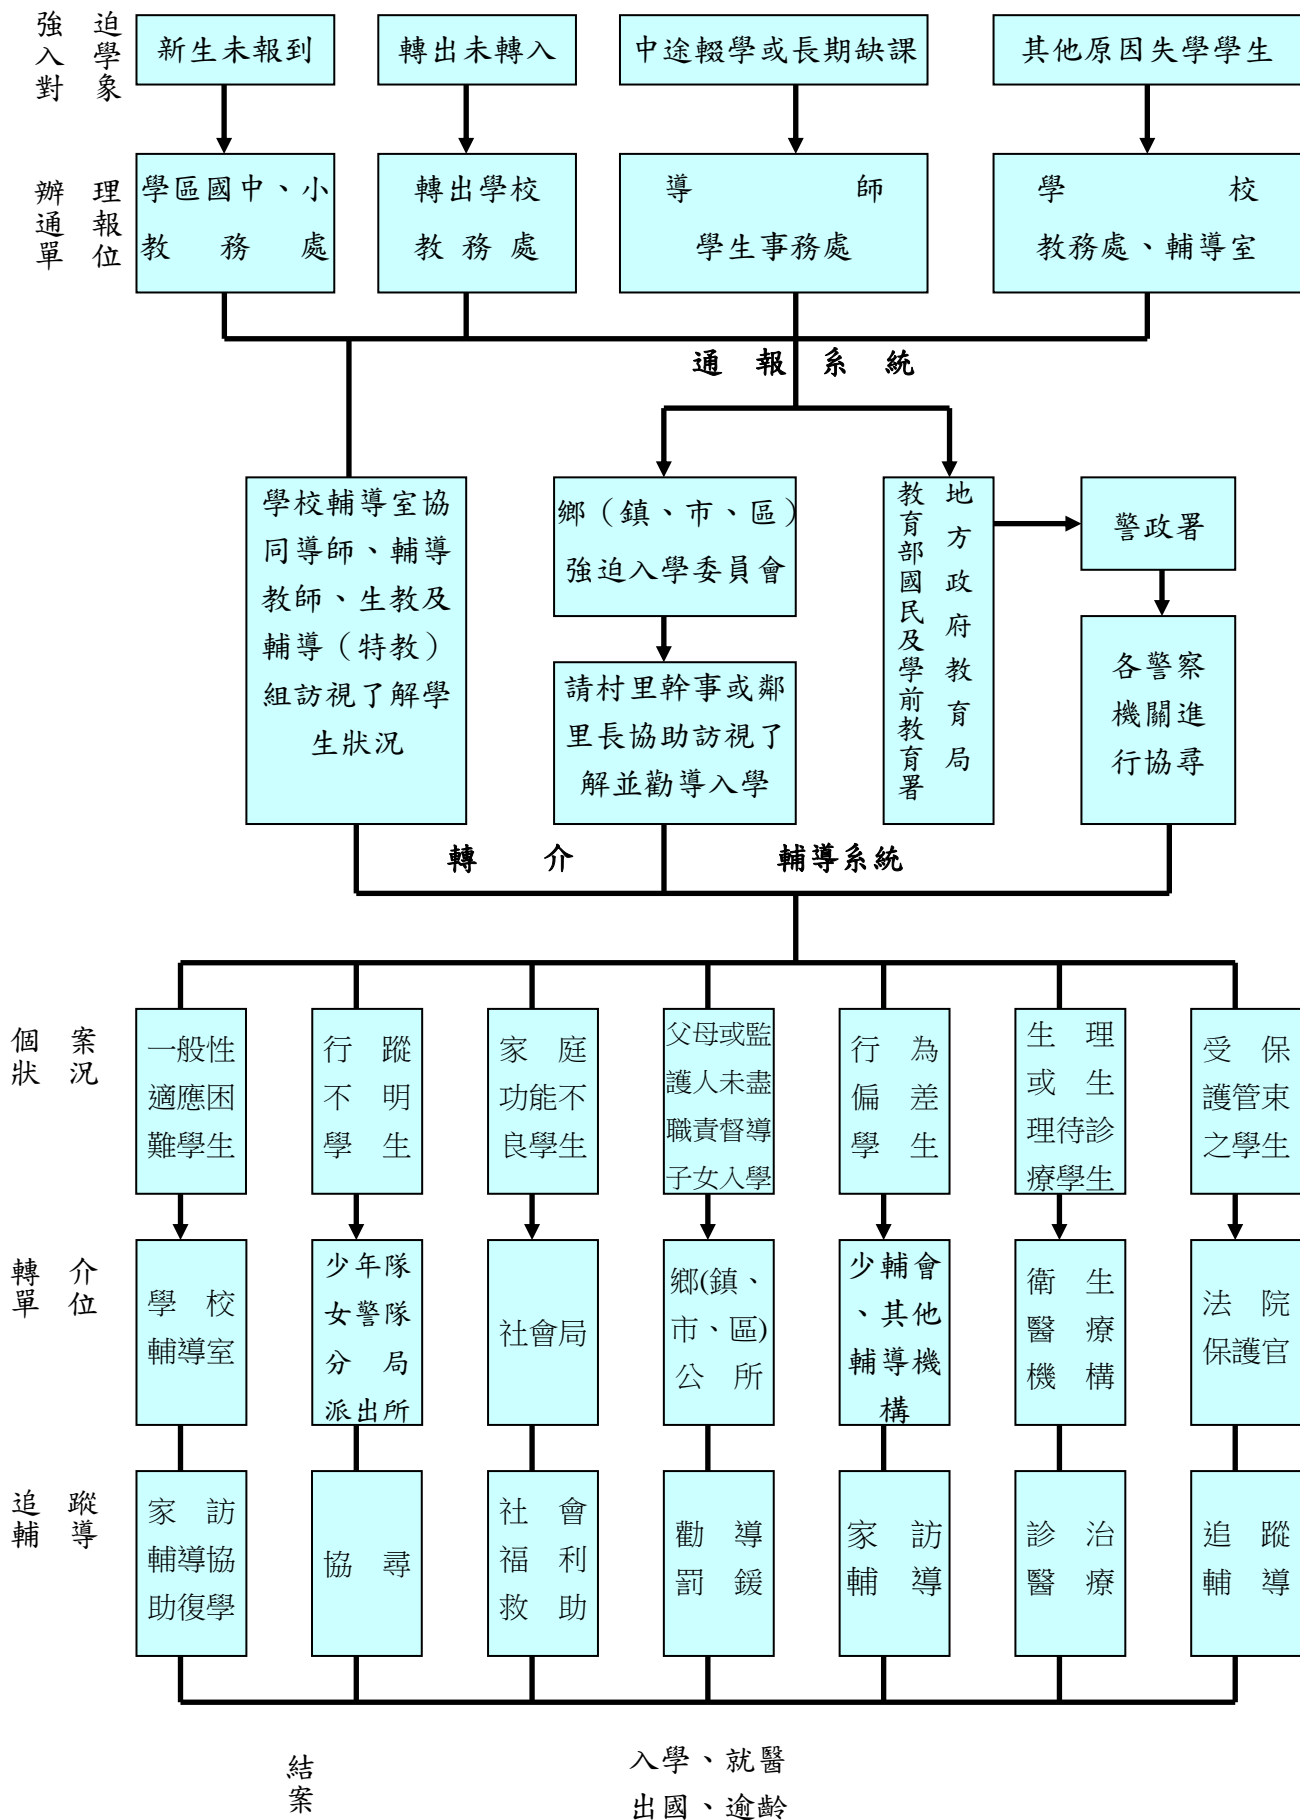 強迫
入學
對象
新生未報到
轉出未轉入
中途輟學或長期缺課
其他原因失學學生
辦理
通報
單位
學區國中、小
教務處
轉出學校
教務處
導師
學生事務處
學校
教務處、輔導室
通報系統
學校輔導室協
同導師、輔導
教師、生教及
輔導（特教）
組訪視了解學
生狀況
鄉（鎮、市、區）
強迫入學委員會
請村里幹事或鄰
里長協助訪視了
解並勸導入學
地方政府教育局
教育部國民及學前教育署
警政署
各警察
機關進
行協尋
轉介
輔導系統
個案
狀況
一般性
適應困
難學生
行蹤
不明
學生
家庭
功能不
良學生
父母或監
護人未盡
職責督導
子女入學
行為
偏差
學生
生理
或生
理待診
療學生
受保
護管束
之學生
轉介
單位
學校
輔導室
少年隊
女警隊
分局
派出所
社會局
鄉(鎮、
市、區)
公所
少輔會
、其他
輔導機
構
衛生
醫療
機構
法院
保護官
追蹤
輔導
家訪
輔導協
助復學
協尋
社會
福利
救助
勸導
罰鍰
家訪
輔導
診治
醫療
追蹤
輔導
結
案
入學、就醫
出國、逾齡